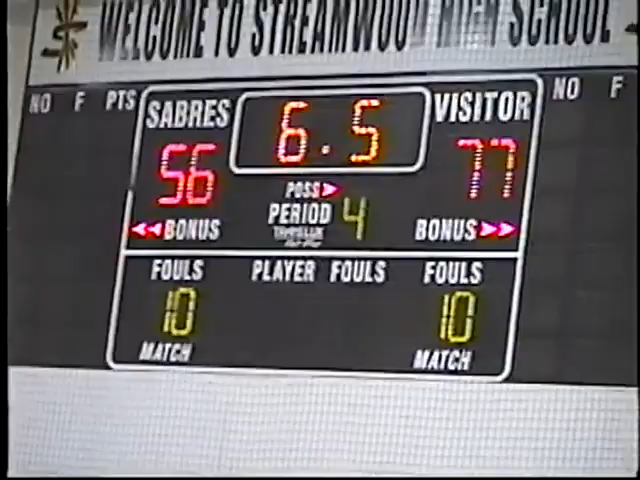 WELCOME TO STREAMWOOD HIGH SCHOOL
NO F PTS SABRES 6.5 VISITOR NO F
56 77
POSS
BONUS PERIOD 4 BONUS
FOULS PLAYER FOULS FOULS
10 10
MATCH MATCH